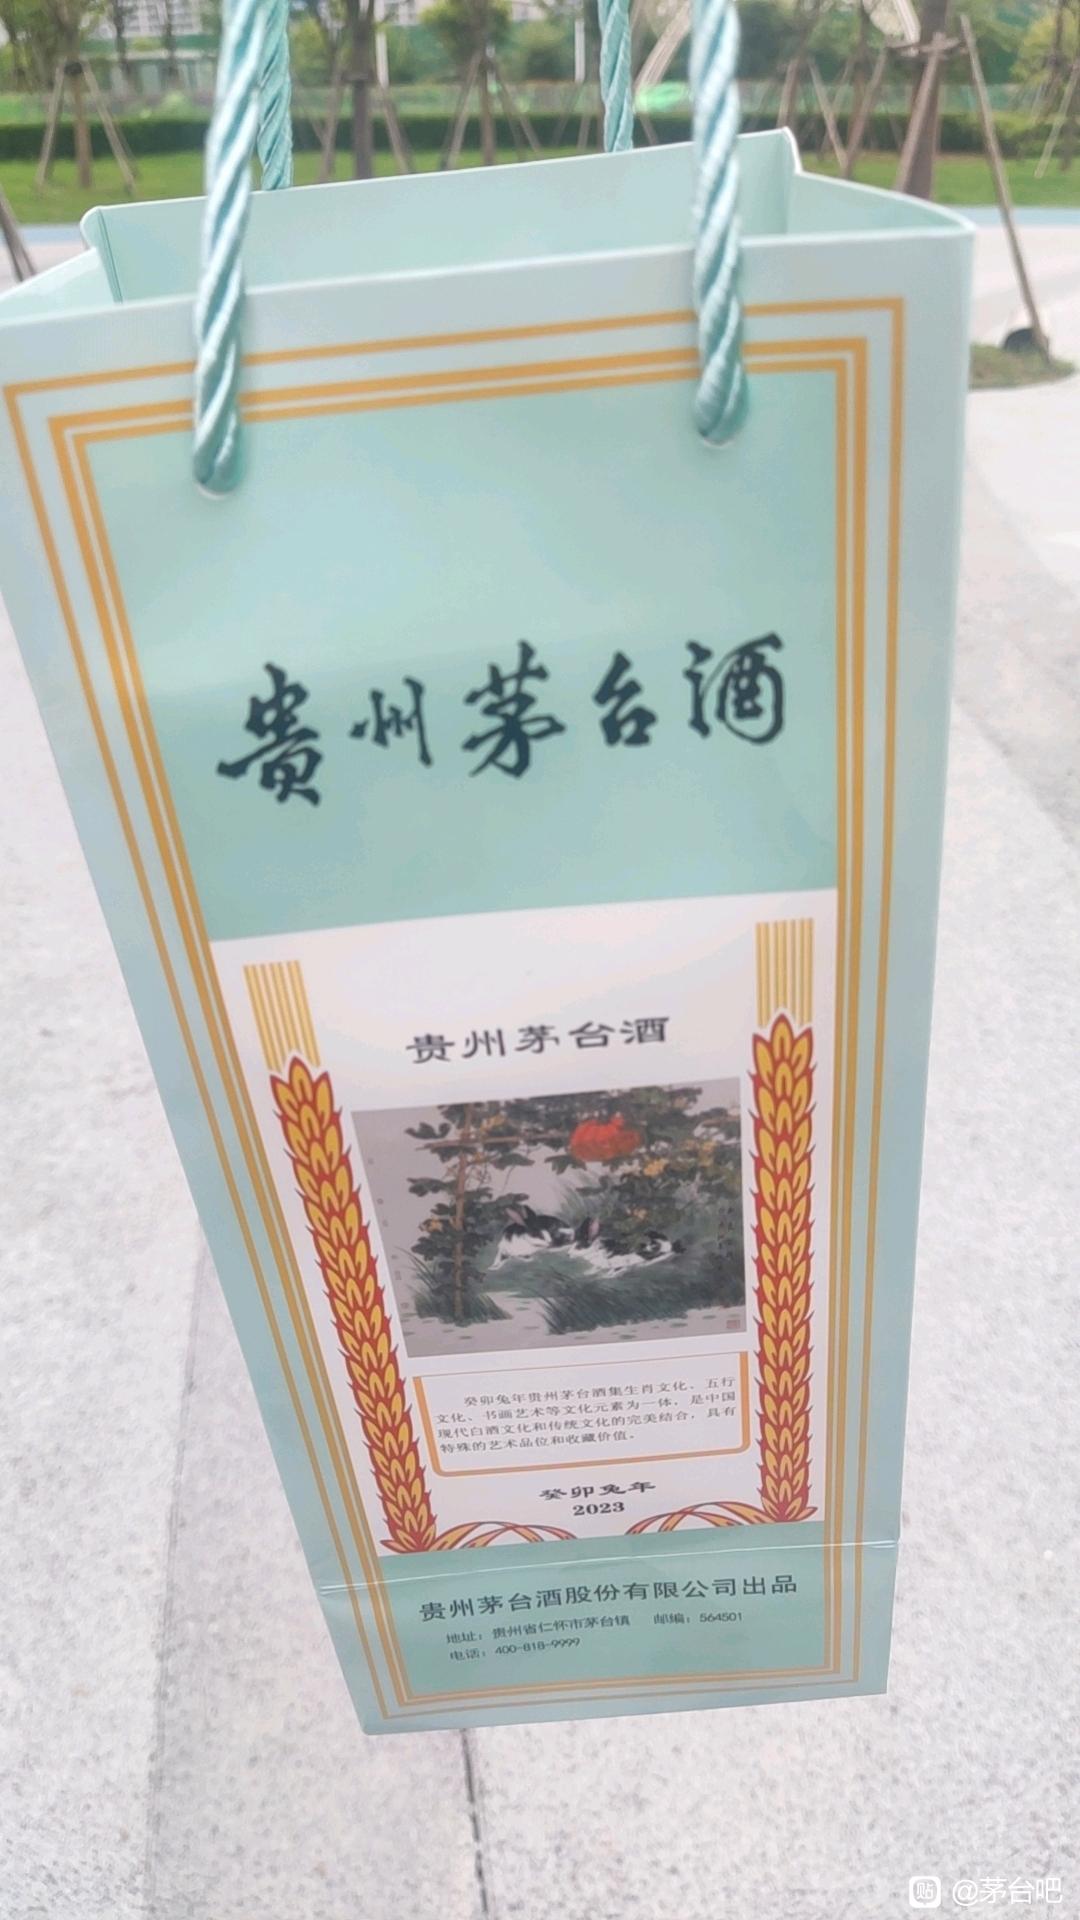 贵州茅台酒
贵州茅台酒
癸卯兔年贵州茅台酒集生肖文化、五行
文化、书画艺术等文化元素为一体，是中国
现代白酒文化和传统文化的完美结合，具有
特殊的艺术品位和收藏价值。
癸卯兔年
2023
贵州茅台酒股份有限公司出品
地址：贵州省仁怀市茅台镇 邮编：564501
电话：400-818-9999
贴 @茅台吧